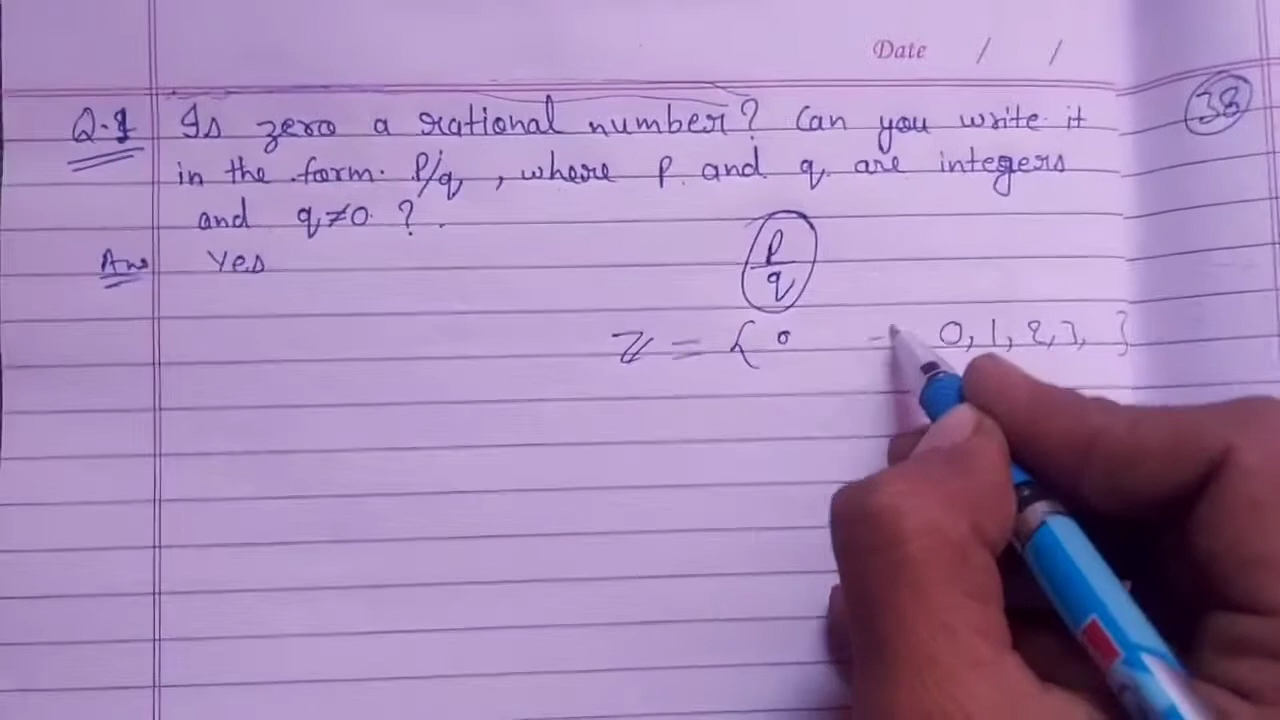 Date / /
38
Q.1 Is zero a rational number? Can you write it
in the form. P/q, where p and q are integers
and q≠0 ?
Ans Yes
P
q
Z = { 0 - 0, 1, 2, 3, }